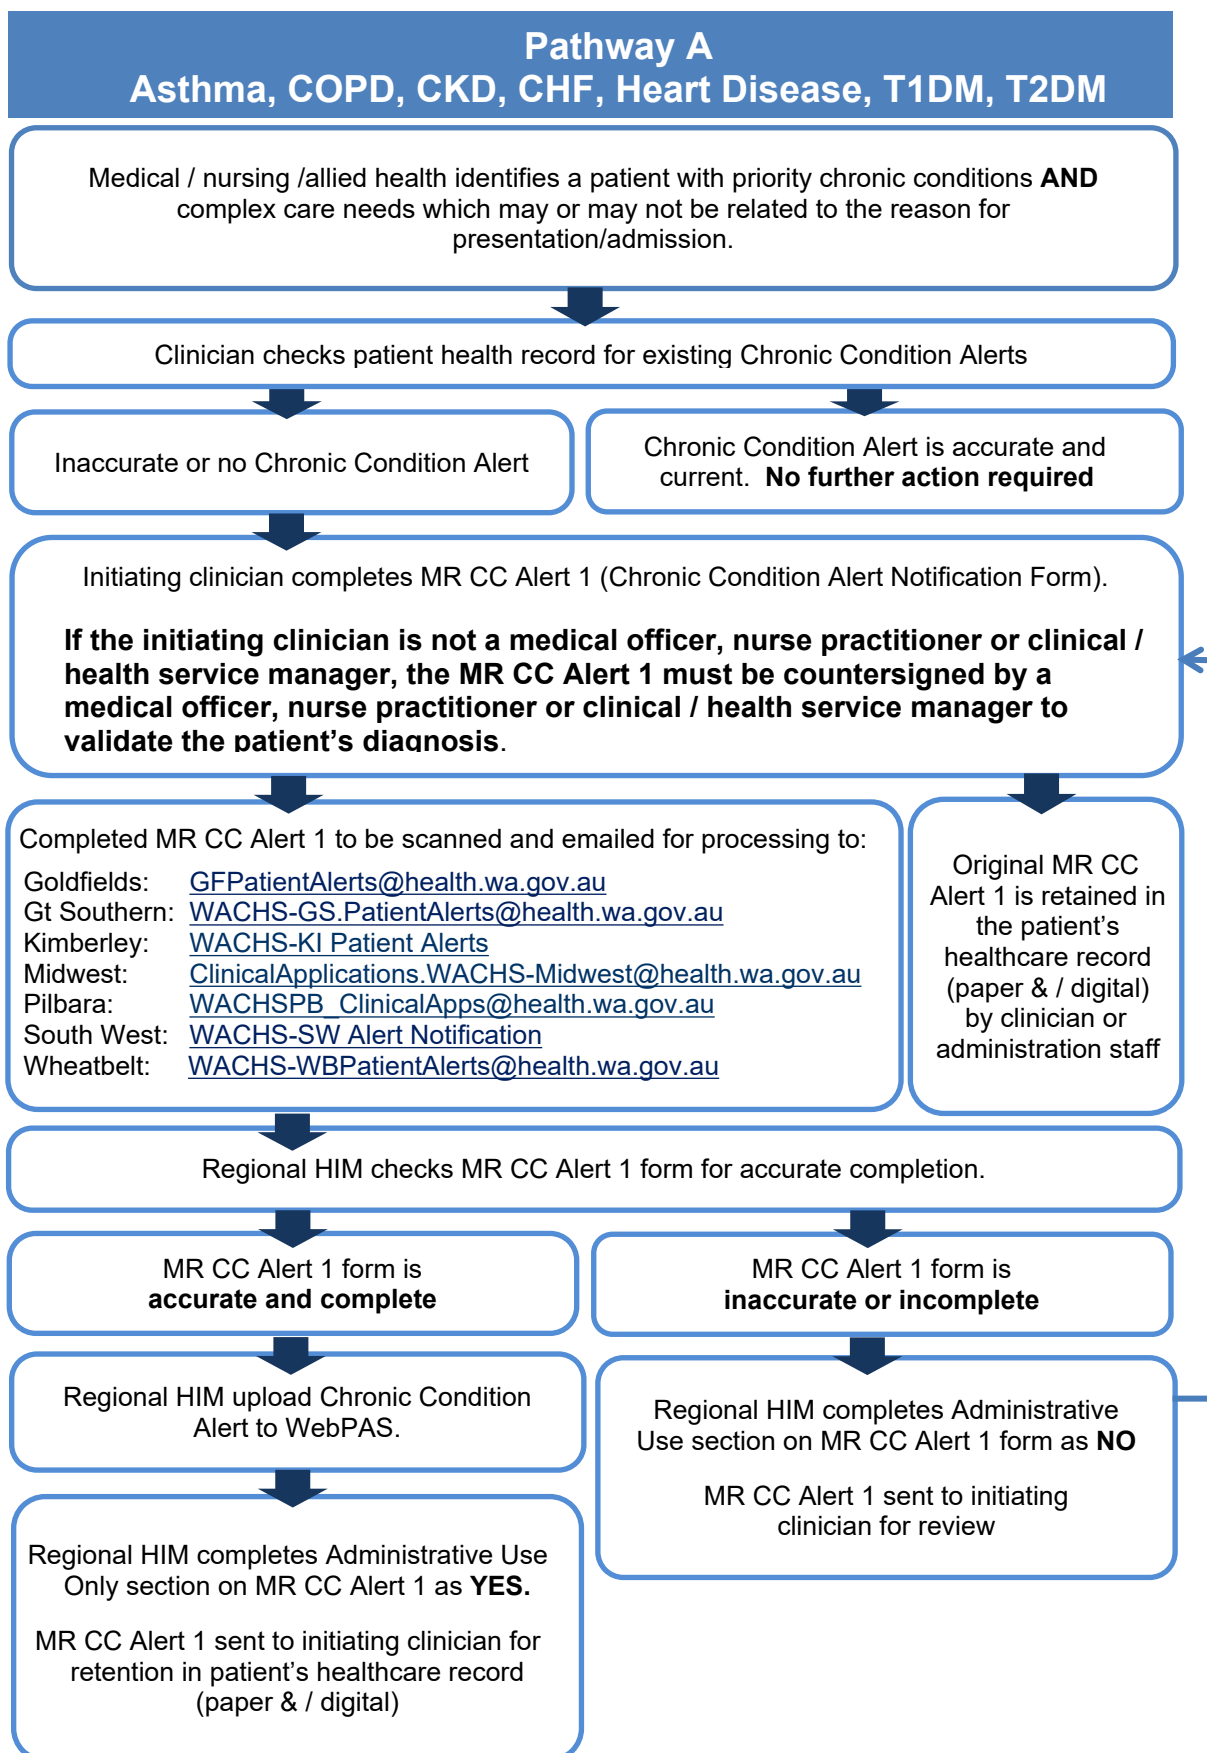 Pathway A
Asthma, COPD, CKD, CHF, Heart Disease, T1DM, T2DM
Medical / nursing /allied health identifies a patient with priority chronic conditions AND
complex care needs which may or may not be related to the reason for
presentation/admission.
Clinician checks patient health record for existing Chronic Condition Alerts
Inaccurate or no Chronic Condition Alert
Chronic Condition Alert is accurate and
current. No further action required
Initiating clinician completes MR CC Alert 1 (Chronic Condition Alert Notification Form).
If the initiating clinician is not a medical officer, nurse practitioner or clinical /
health service manager, the MR CC Alert 1 must be countersigned by a
medical officer, nurse practitioner or clinical / health service manager to
validate the patient's diagnosis.
Completed MR CC Alert 1 to be scanned and emailed for processing to:
Goldfields: GFPatientAlerts@health.wa.gov.au
Gt Southern: WACHS-GS.PatientAlerts@health.wa.gov.au
Kimberley: WACHS-KI Patient Alerts
Midwest: ClinicalApplications.WACHS-Midwest@health.wa.gov.au
Pilbara: WACHSPB_ClinicalApps@health.wa.gov.au
South West: WACHS-SW Alert Notification
Wheatbelt: WACHS-WBPatientAlerts@health.wa.gov.au
Original MR CC
Alert 1 is retained in
the patient's
healthcare record
(paper & / digital)
by clinician or
administration staff
Regional HIM checks MR CC Alert 1 form for accurate completion.
MR CC Alert 1 form is
accurate and complete
MR CC Alert 1 form is
inaccurate or incomplete
Regional HIM upload Chronic Condition
Alert to WebPAS.
Regional HIM completes Administrative
Use section on MR CC Alert 1 form as NO
MR CC Alert 1 sent to initiating
clinician for review
Regional HIM completes Administrative Use
Only section on MR CC Alert 1 as YES.
MR CC Alert 1 sent to initiating clinician for
retention in patient's healthcare record
(paper & / digital)